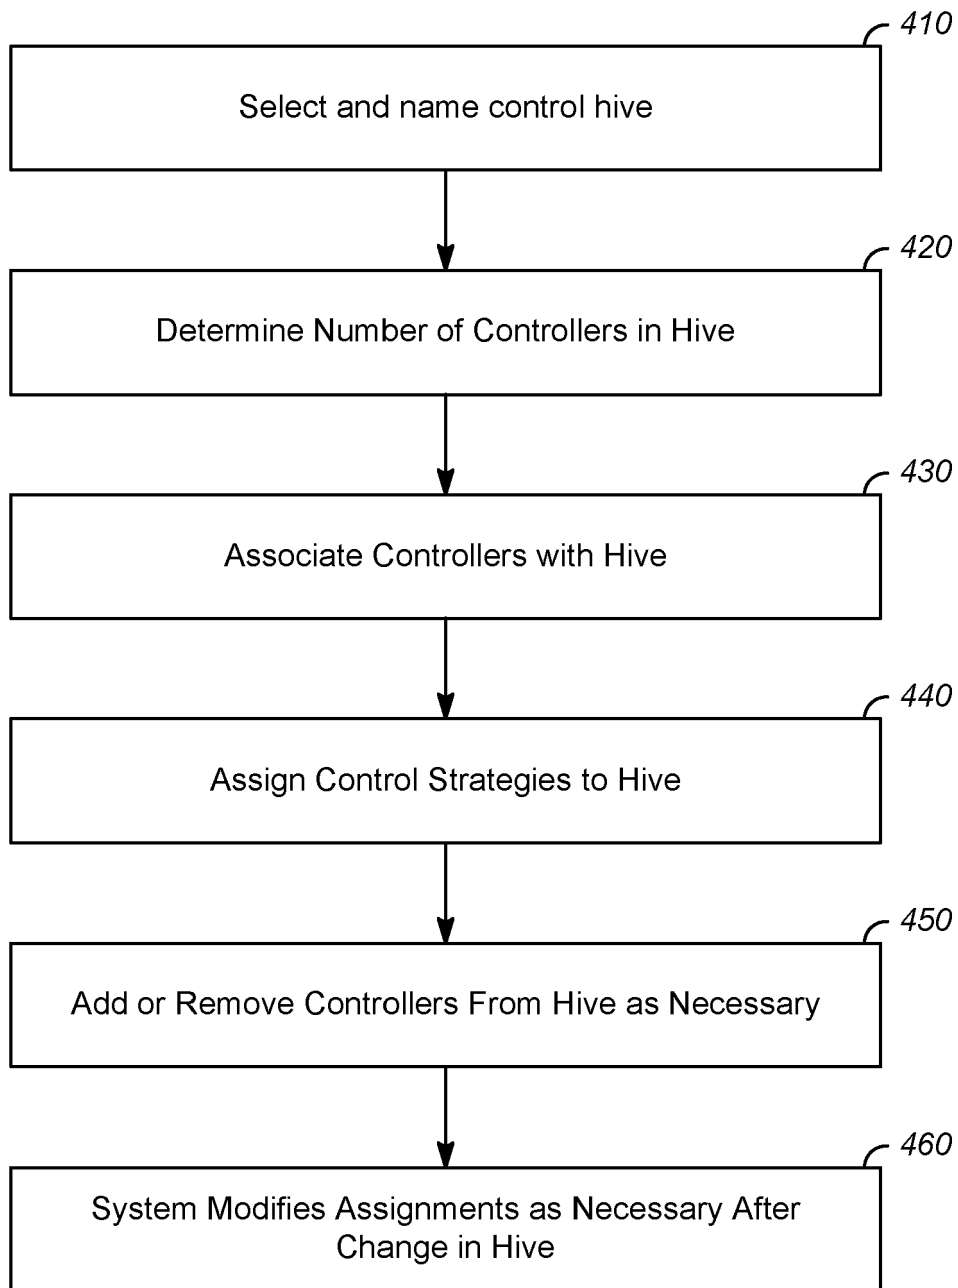 410
Select and name control hive
420
Determine Number of Controllers in Hive
430
Associate Controllers with Hive
440
Assign Control Strategies to Hive
450
Add or Remove Controllers From Hive as Necessary
460
System Modifies Assignments as Necessary After
Change in Hive